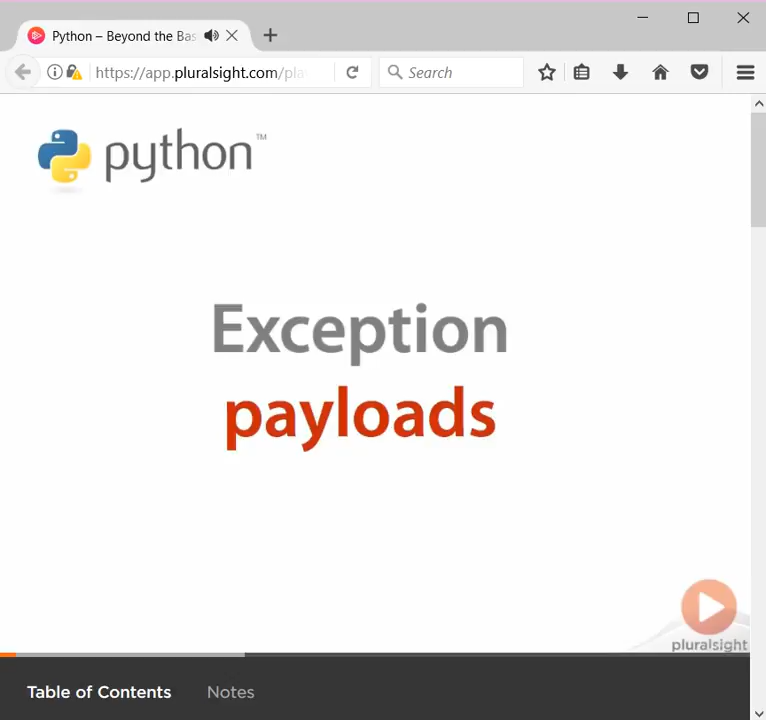 Python – Beyond the Bas
https://app.pluralsight.com/pla
Search
python™
Exception
payloads
pluralsight
Table of Contents
Notes